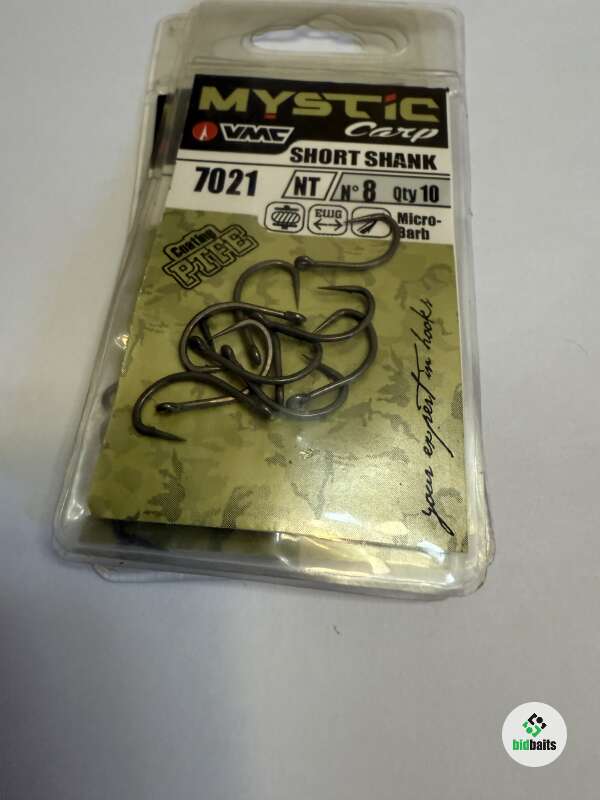 MYSTIC
Carp
VMC
SHORT SHANK
7021 NT N° 8 Qty 10
EWG
Micro-
Barb
Coating
PTFE
your expert in hooks
bidbaits